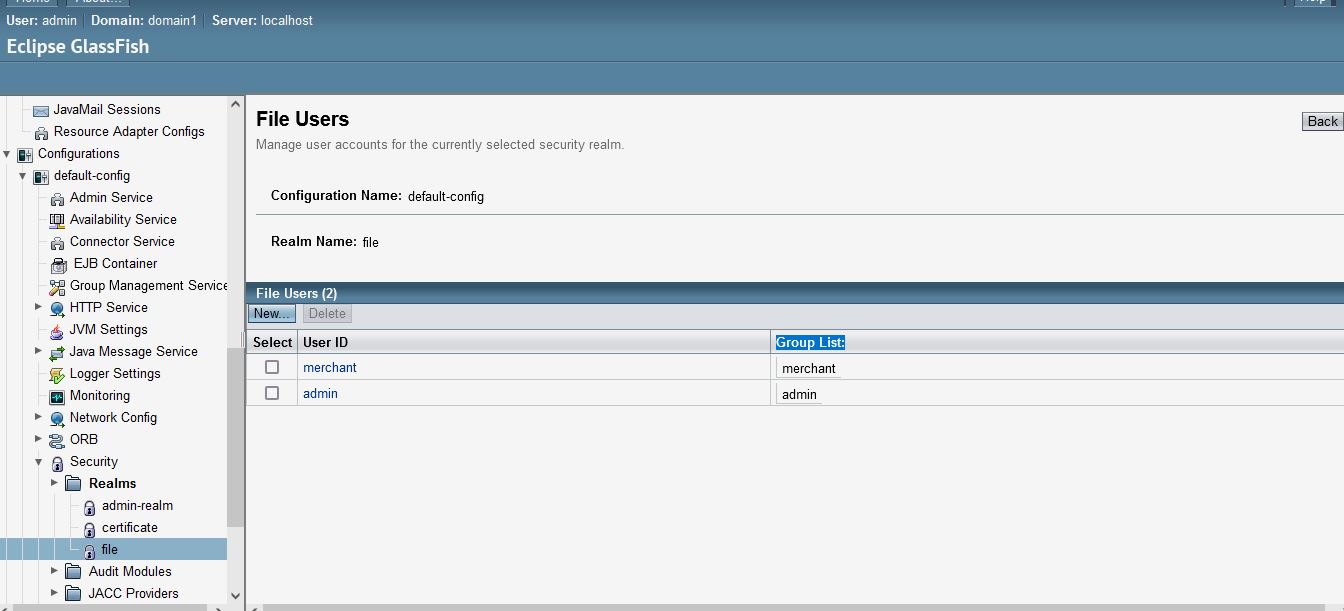 Home About... Help
User: admin Domain: domain1 Server: localhost
Eclipse GlassFish
JavaMail Sessions
Resource Adapter Configs
Configurations
default-config
Admin Service
Availability Service
Connector Service
EJB Container
Group Management Service
HTTP Service
JVM Settings
Java Message Service
Logger Settings
Monitoring
Network Config
ORB
Security
Realms
admin-realm
certificate
file
Audit Modules
JACC Providers
File Users
Back
Manage user accounts for the currently selected security realm.
Configuration Name: default-config
Realm Name: file
File Users (2)
New... Delete
Select User ID Group List:
merchant merchant
admin admin